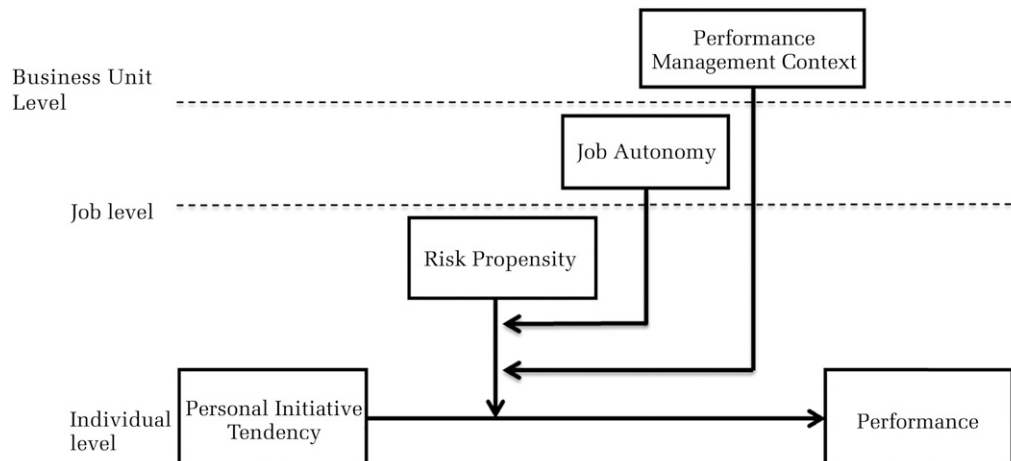 Performance
Management Context
Business Unit
Level
Job Autonomy
Job level
Risk Propensity
Individual
level
Personal Initiative
Tendency
Performance